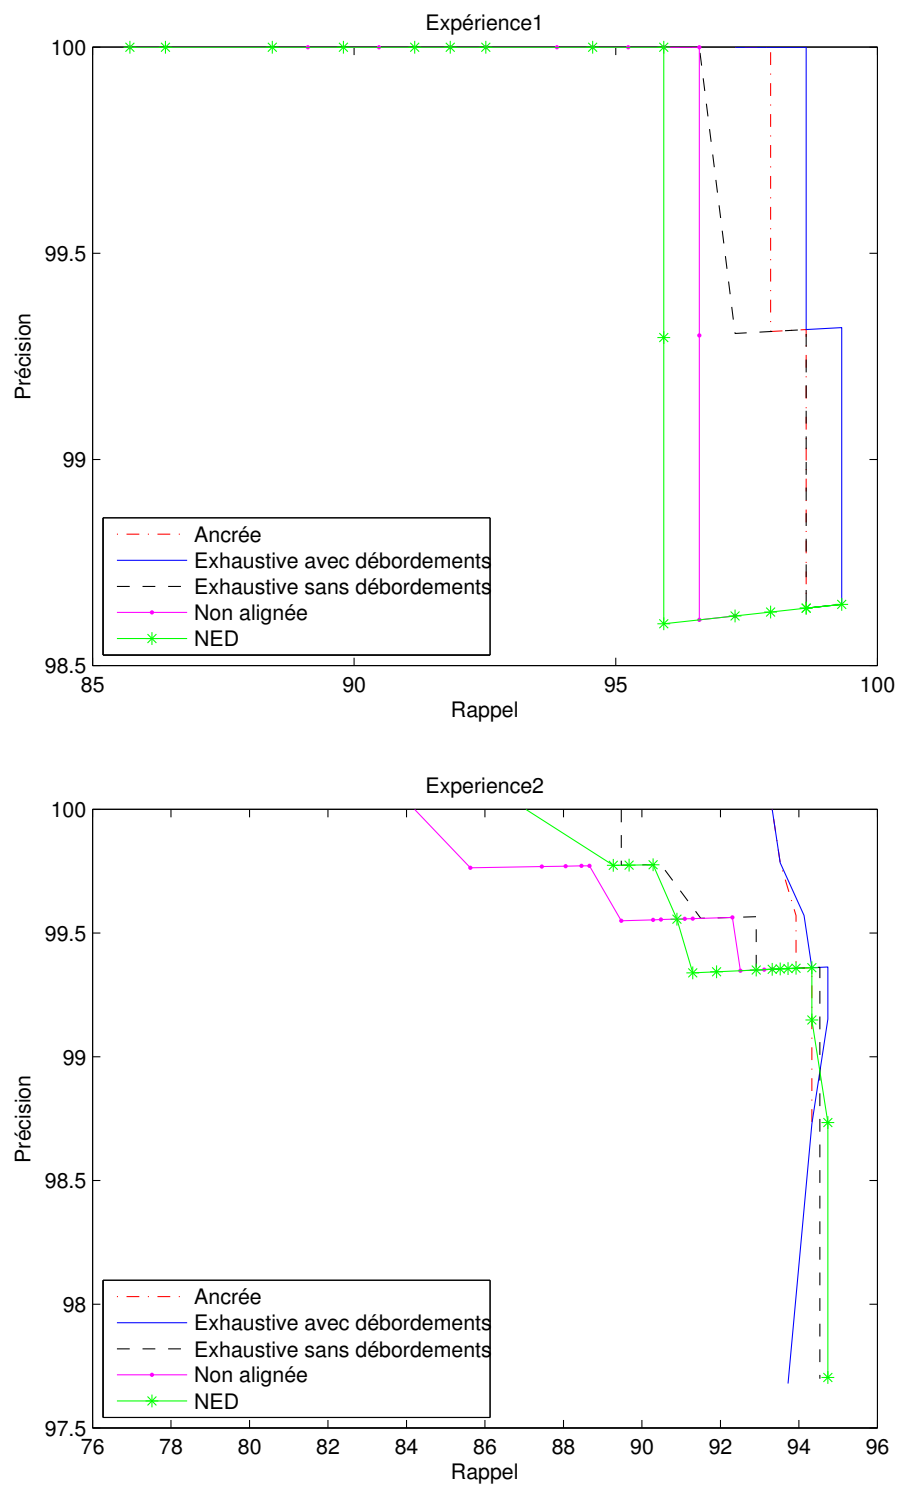 Expérience1
100
99.5
99
98.5
Précision
Ancrée
Exhaustive avec débordements
Exhaustive sans débordements
Non alignée
NED
85 90 95 100
Rappel
Experience2
100
99.5
99
98.5
98
97.5
Précision
Ancrée
Exhaustive avec débordements
Exhaustive sans débordements
Non alignée
NED
76 78 80 82 84 86 88 90 92 94 96
Rappel